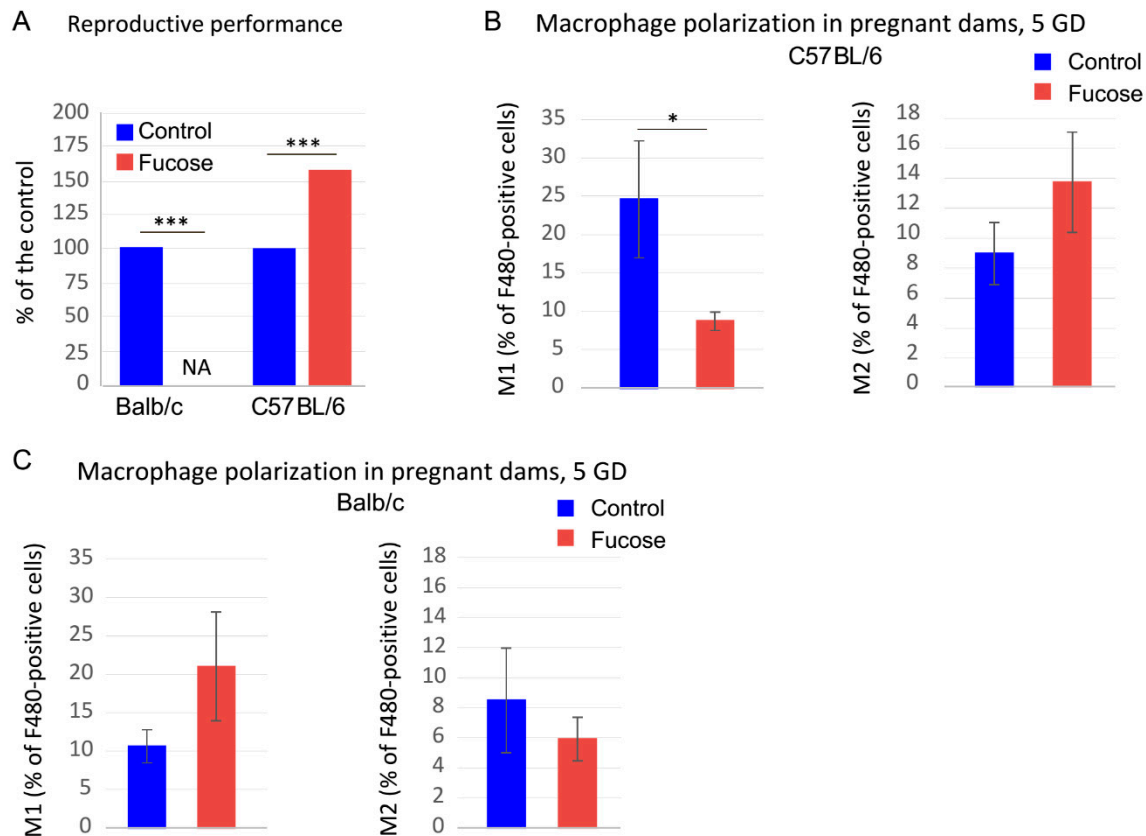 A Reproductive performance
% of the control
200
175
150
125
100
75
50
25
0
Control
Fucose
***
***
NA
Balb/c C57BL/6
B Macrophage polarization in pregnant dams, 5 GD
C57BL/6
Control
Fucose
M1 (% of F480-positive cells)
35
30
25
20
15
10
5
0
*
M2 (% of F480-positive cells)
18
16
14
12
10
8
6
4
2
0
C Macrophage polarization in pregnant dams, 5 GD
Balb/c
Control
Fucose
M1 (% of F480-positive cells)
35
30
25
20
15
10
5
0
M2 (% of F480-positive cells)
18
16
14
12
10
8
6
4
2
0